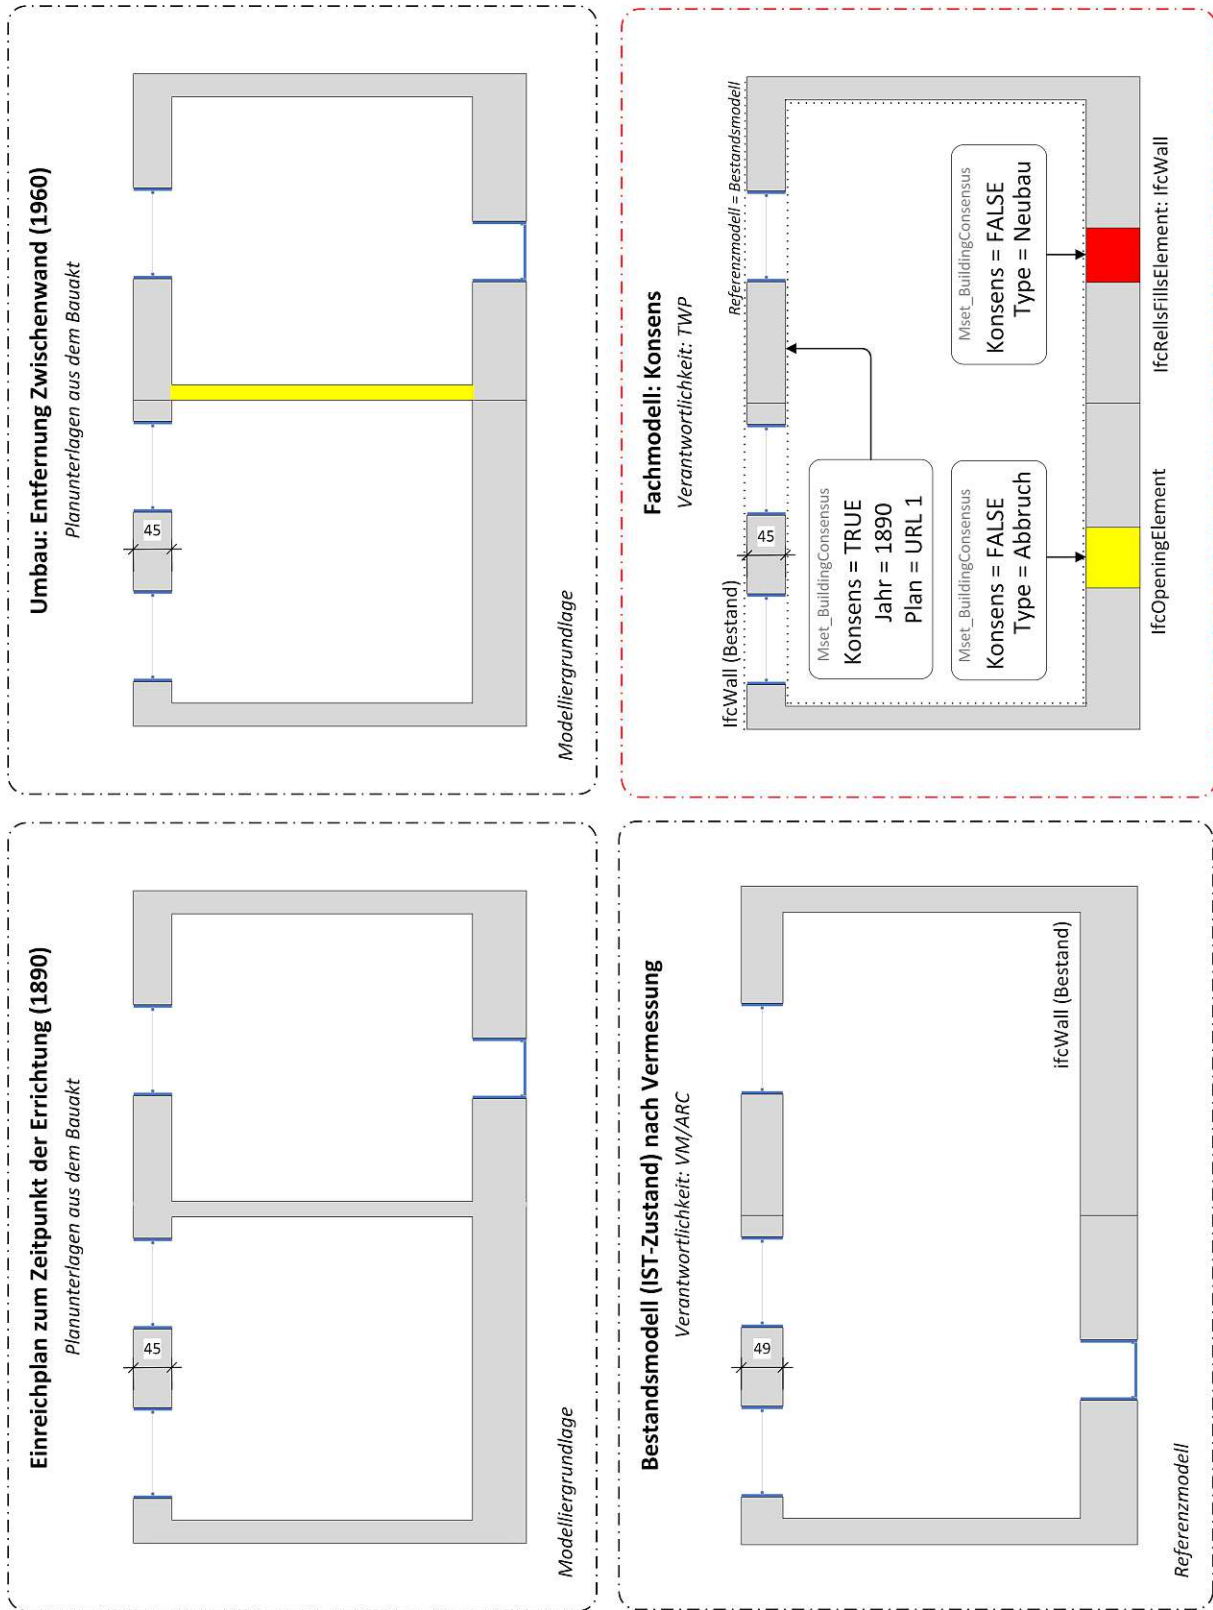 Einreichplan zum Zeitpunkt der Errichtung (1890)
Planunterlagen aus dem Bauakt
45
Modelliergrundlage
Umbau: Entfernung Zwischenwand (1960)
Planunterlagen aus dem Bauakt
45
Modelliergrundlage
Bestandsmodell (IST-Zustand) nach Vermessung
Verantwortlichkeit: VM/ARC
49
ifcWall (Bestand)
Referenzmodell
Fachmodell: Konsens
Verantwortlichkeit: TWP
IfcWall (Bestand)
Referenzmodell = Bestandsmodell
45
Mset_BuildingConsensus
Konsens = TRUE
Jahr = 1890
Plan = URL 1
Mset_BuildingConsensus
Konsens = FALSE
Type = Abbruch
Mset_BuildingConsensus
Konsens = FALSE
Type = Neubau
IfcOpeningElement
IfcRellsFillsElement: IfcWall